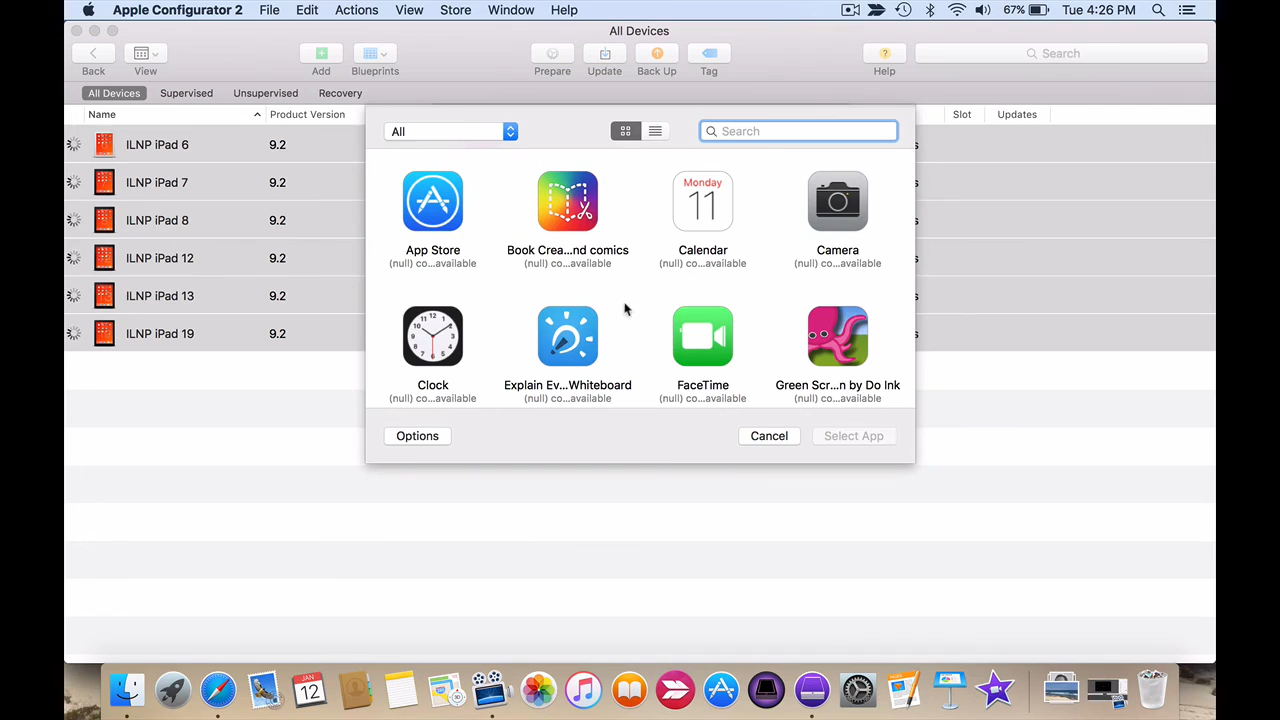 Apple Configurator 2 File Edit Actions View Store Window Help 67% Tue 4:26 PM
All Devices
Back View Add Blueprints Prepare Update Back Up Tag ? Help Search
All Devices Supervised Unsupervised Recovery
Name Product Version Slot Updates
ILNP iPad 6 9.2
ILNP iPad 7 9.2
ILNP iPad 8 9.2
ILNP iPad 12 9.2
ILNP iPad 13 9.2
ILNP iPad 19 9.2
All Search
Monday
11
App Store Book Crea...nd comics Calendar Camera
(null) co...available (null) co...available (null) co...available (null) co...available
Clock Explain Ev...Whiteboard FaceTime Green Scr...n by Do Ink
(null) co...available (null) co...available (null) co...available (null) co...available
Options Cancel Select App
JAN
12